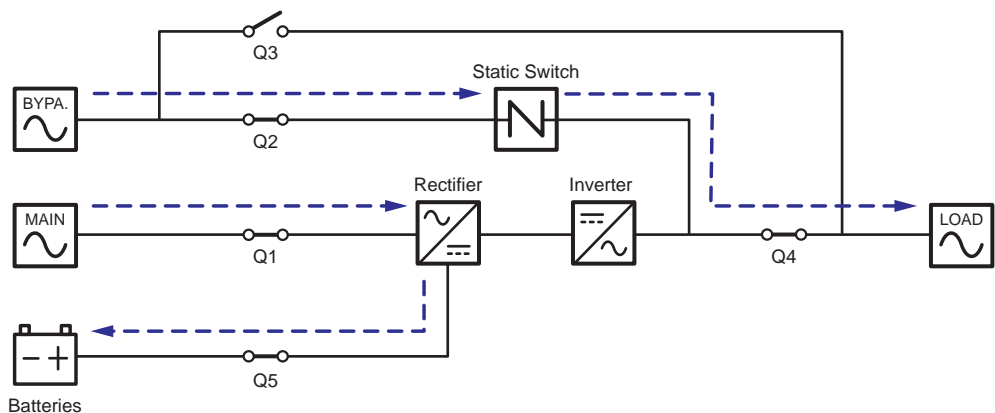 Q3
Static Switch
BYPA.
Q2
Rectifier
Inverter
MAIN
LOAD
Q1
Q4
Q5
Batteries